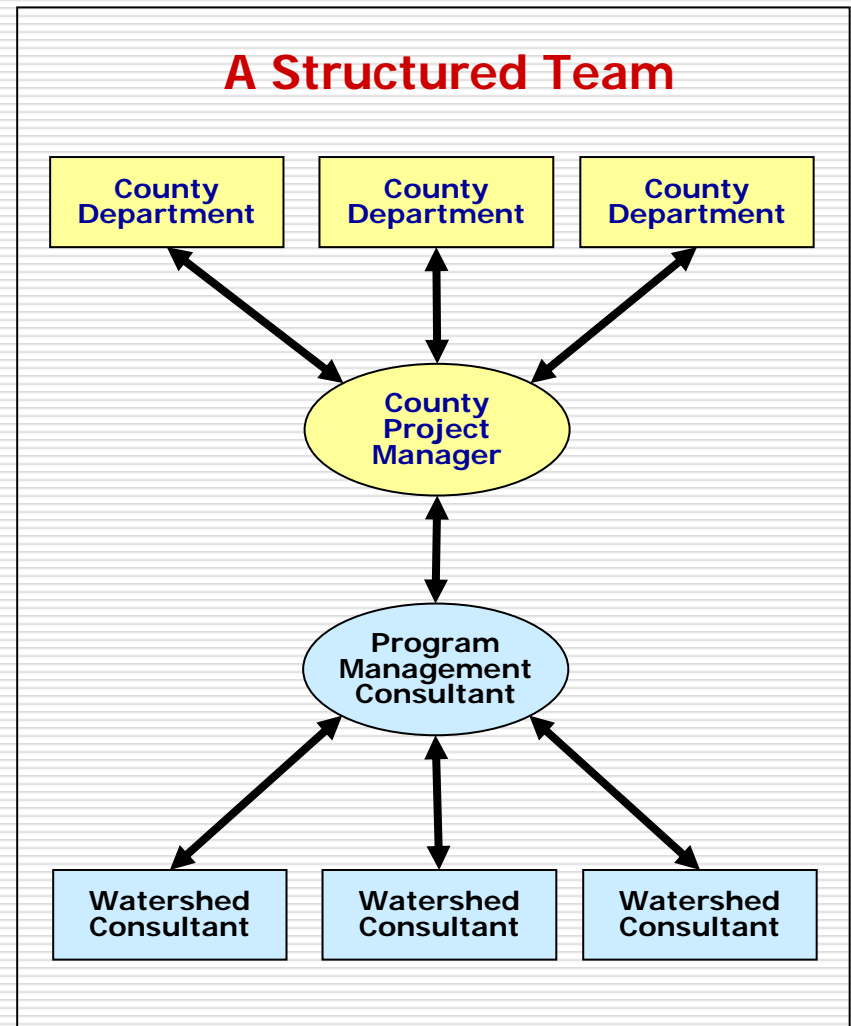 A Structured Team
County
Department
County
Department
County
Department
County
Project
Manager
Program
Management
Consultant
Watershed
Consultant
Watershed
Consultant
Watershed
Consultant